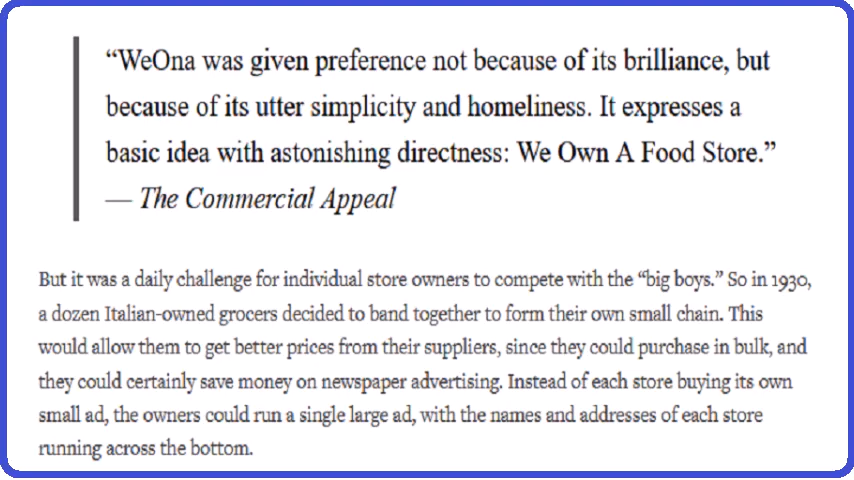 “WeOna was given preference not because of its brilliance, but
because of its utter simplicity and homeliness. It expresses a
basic idea with astonishing directness: We Own A Food Store.”
— The Commercial Appeal
But it was a daily challenge for individual store owners to compete with the “big boys.” So in 1930,
a dozen Italian-owned grocers decided to band together to form their own small chain. This
would allow them to get better prices from their suppliers, since they could purchase in bulk, and
they could certainly save money on newspaper advertising. Instead of each store buying its own
small ad, the owners could run a single large ad, with the names and addresses of each store
running across the bottom.